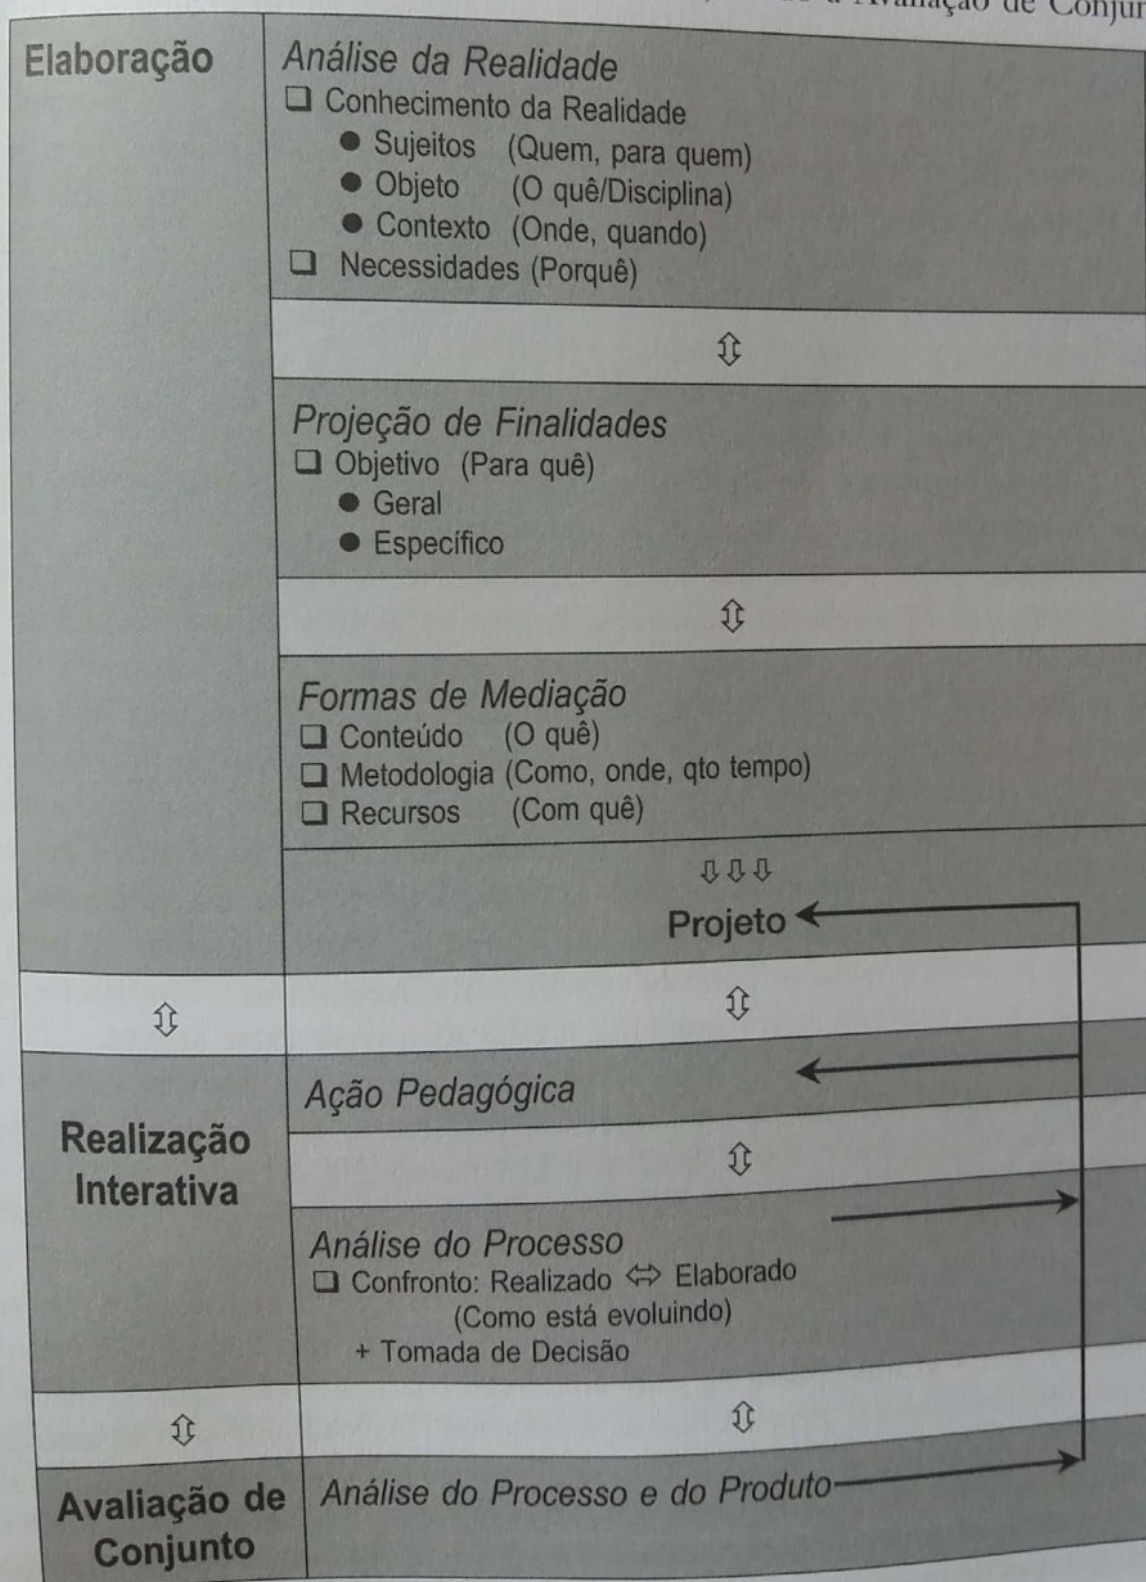 Avaliação de Conjun
Elaboração
Análise da Realidade
❑ Conhecimento da Realidade
● Sujeitos (Quem, para quem)
● Objeto (O quê/Disciplina)
● Contexto (Onde, quando)
❑ Necessidades (Porquê)
⇕
Projeção de Finalidades
❑ Objetivo (Para quê)
● Geral
● Específico
⇕
Formas de Mediação
❑ Conteúdo (O quê)
❑ Metodologia (Como, onde, qto tempo)
❑ Recursos (Com quê)
⇩⇩⇩
Projeto
⇕ ⇕
Realização
Interativa
Ação Pedagógica
⇕
Análise do Processo
❑ Confronto: Realizado ⇔ Elaborado
(Como está evoluindo)
+ Tomada de Decisão
⇕ ⇕
Avaliação de
Conjunto
Análise do Processo e do Produto